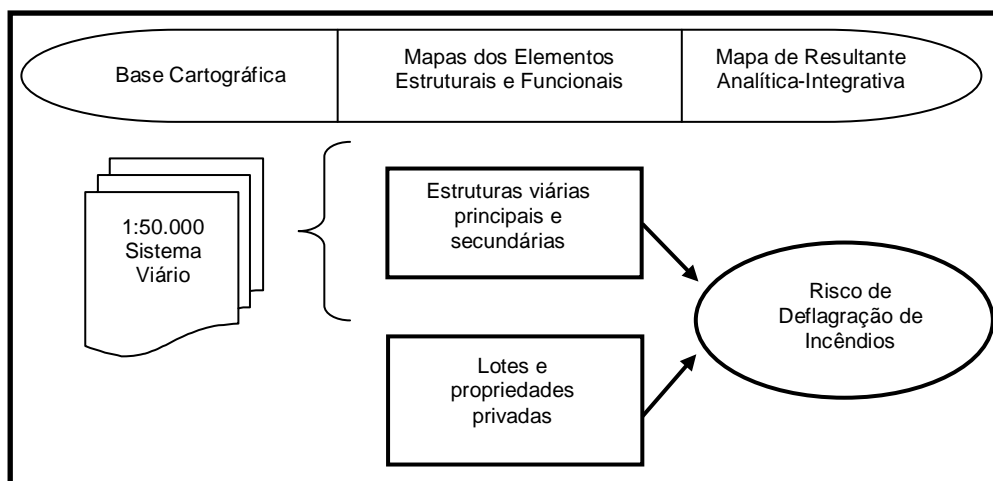 Base Cartográfica
Mapas dos Elementos
Estruturais e Funcionais
Mapa de Resultante
Analítica-Integrativa
1:50.000
Sistema
Viário
Estruturas viárias
principais e
secundárias
Lotes e
propriedades
privadas
Risco de
Deflagração de
Incêndios